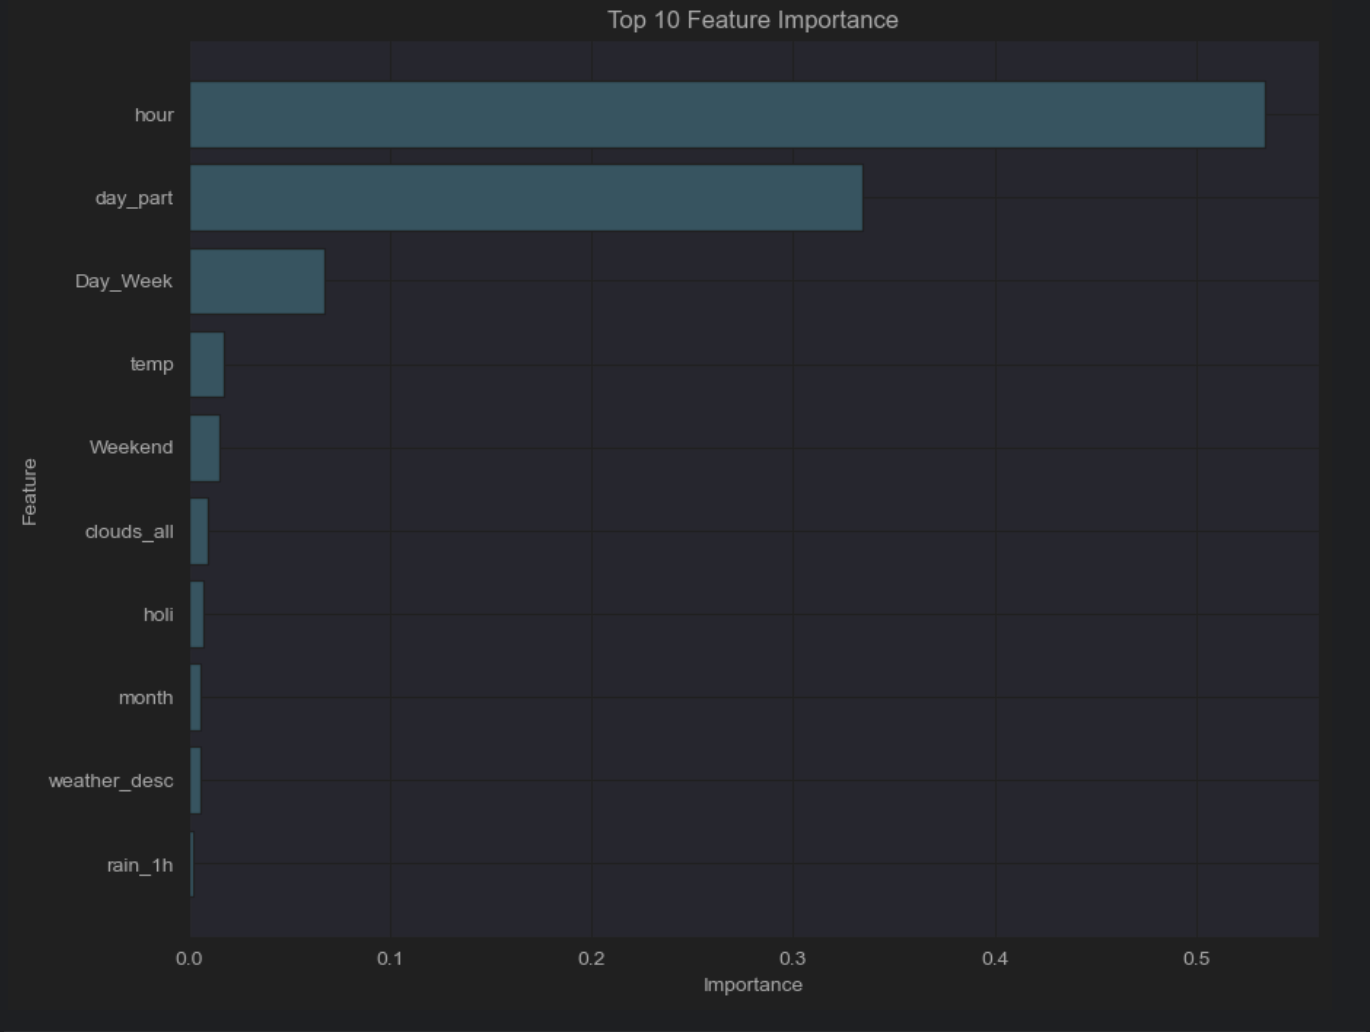 Top 10 Feature Importance
hour
day_part
Day_Week
temp
Weekend
clouds_all
holi
month
weather_desc
rain_1h
Feature
0.0 0.1 0.2 0.3 0.4 0.5
Importance